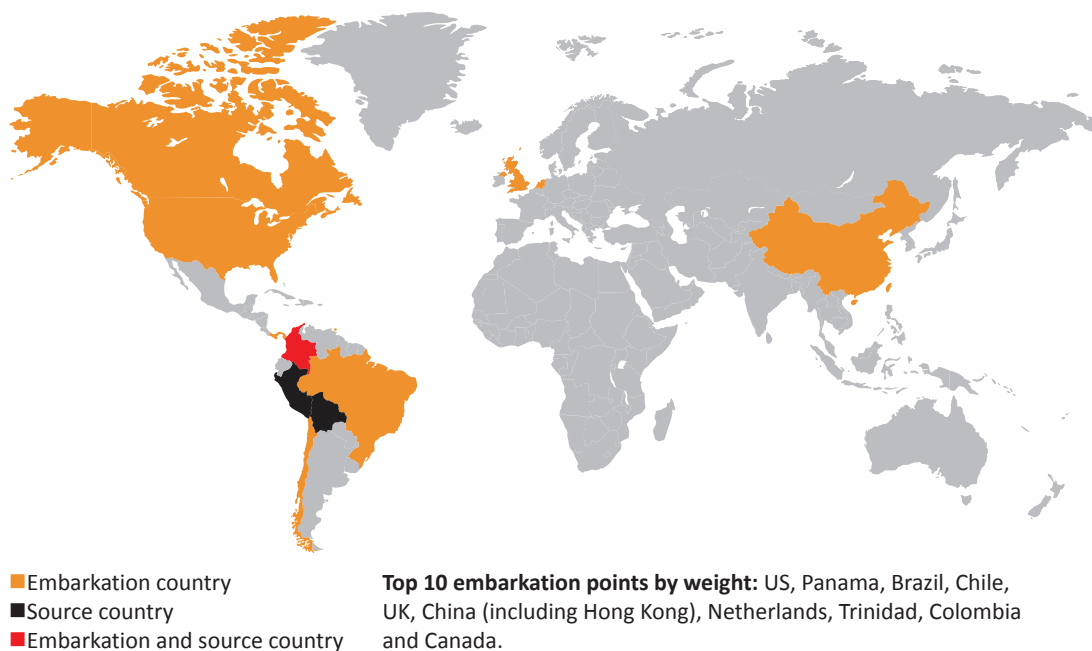 Embarkation country
Source country
Embarkation and source country
Top 10 embarkation points by weight: US, Panama, Brazil, Chile,
UK, China (including Hong Kong), Netherlands, Trinidad, Colombia
and Canada.